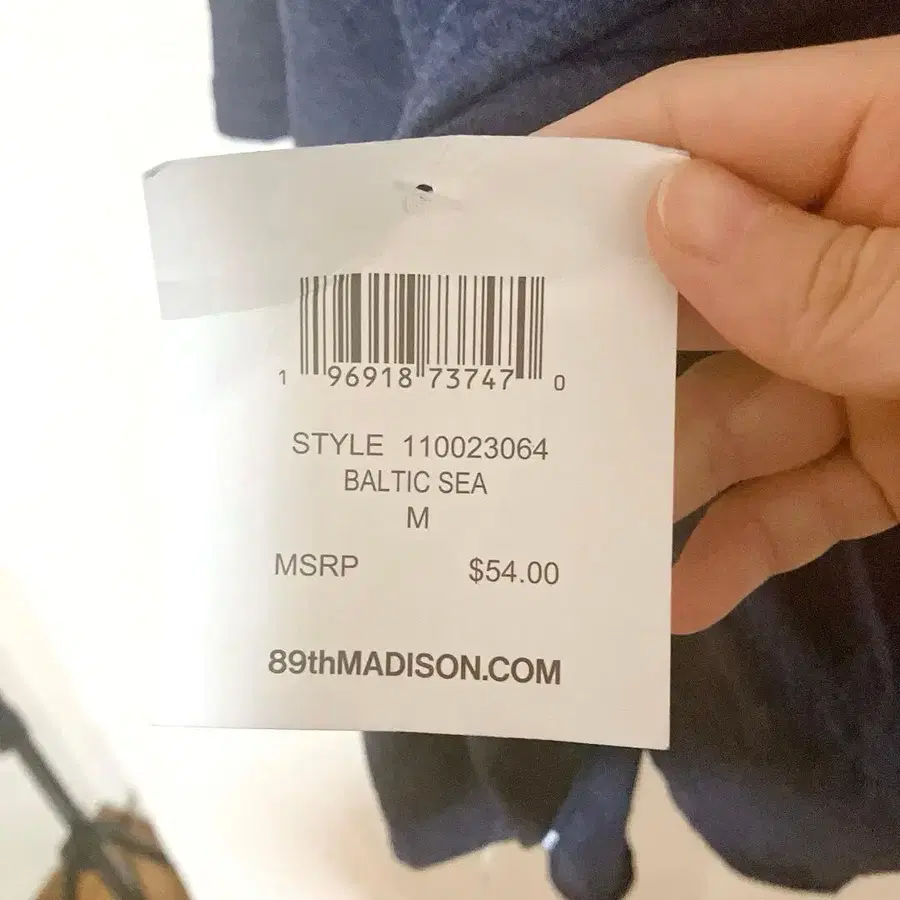 1 96918 73747 0
STYLE 110023064
BALTIC SEA
M
MSRP $54.00
89thMADISON.COM